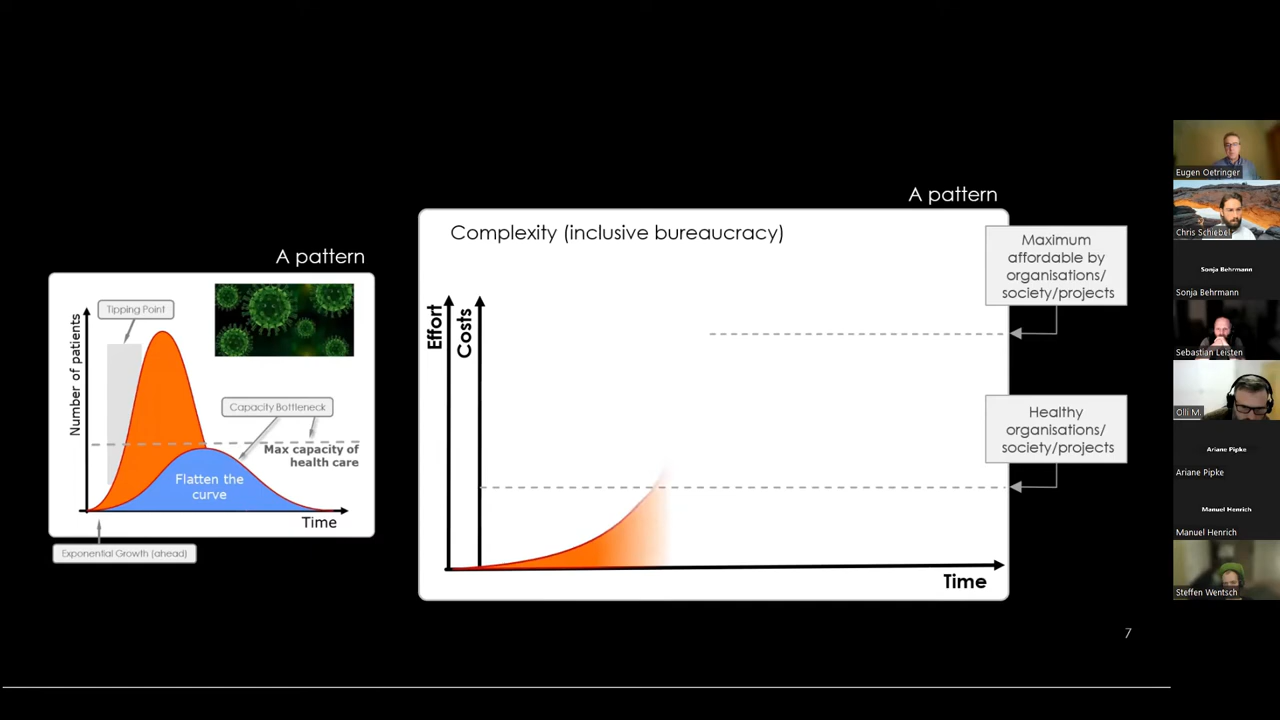 A pattern
Tipping Point
Number of patients
Capacity Bottleneck
Max capacity of
health care
Flatten the
curve
Time
Exponential Growth (ahead)
A pattern
Complexity (inclusive bureaucracy)
Effort
Costs
Time
Maximum
affordable by
organisations/
society/projects
Healthy
organisations/
society/projects
7
Eugen Oetringer
Chris Schiebel
Sonja Behrmann
Sonja Behrmann
Sebastian Leisten
Olli M.
Ariane Pipke
Ariane Pipke
Manuel Henrich
Manuel Henrich
Steffen Wentsch